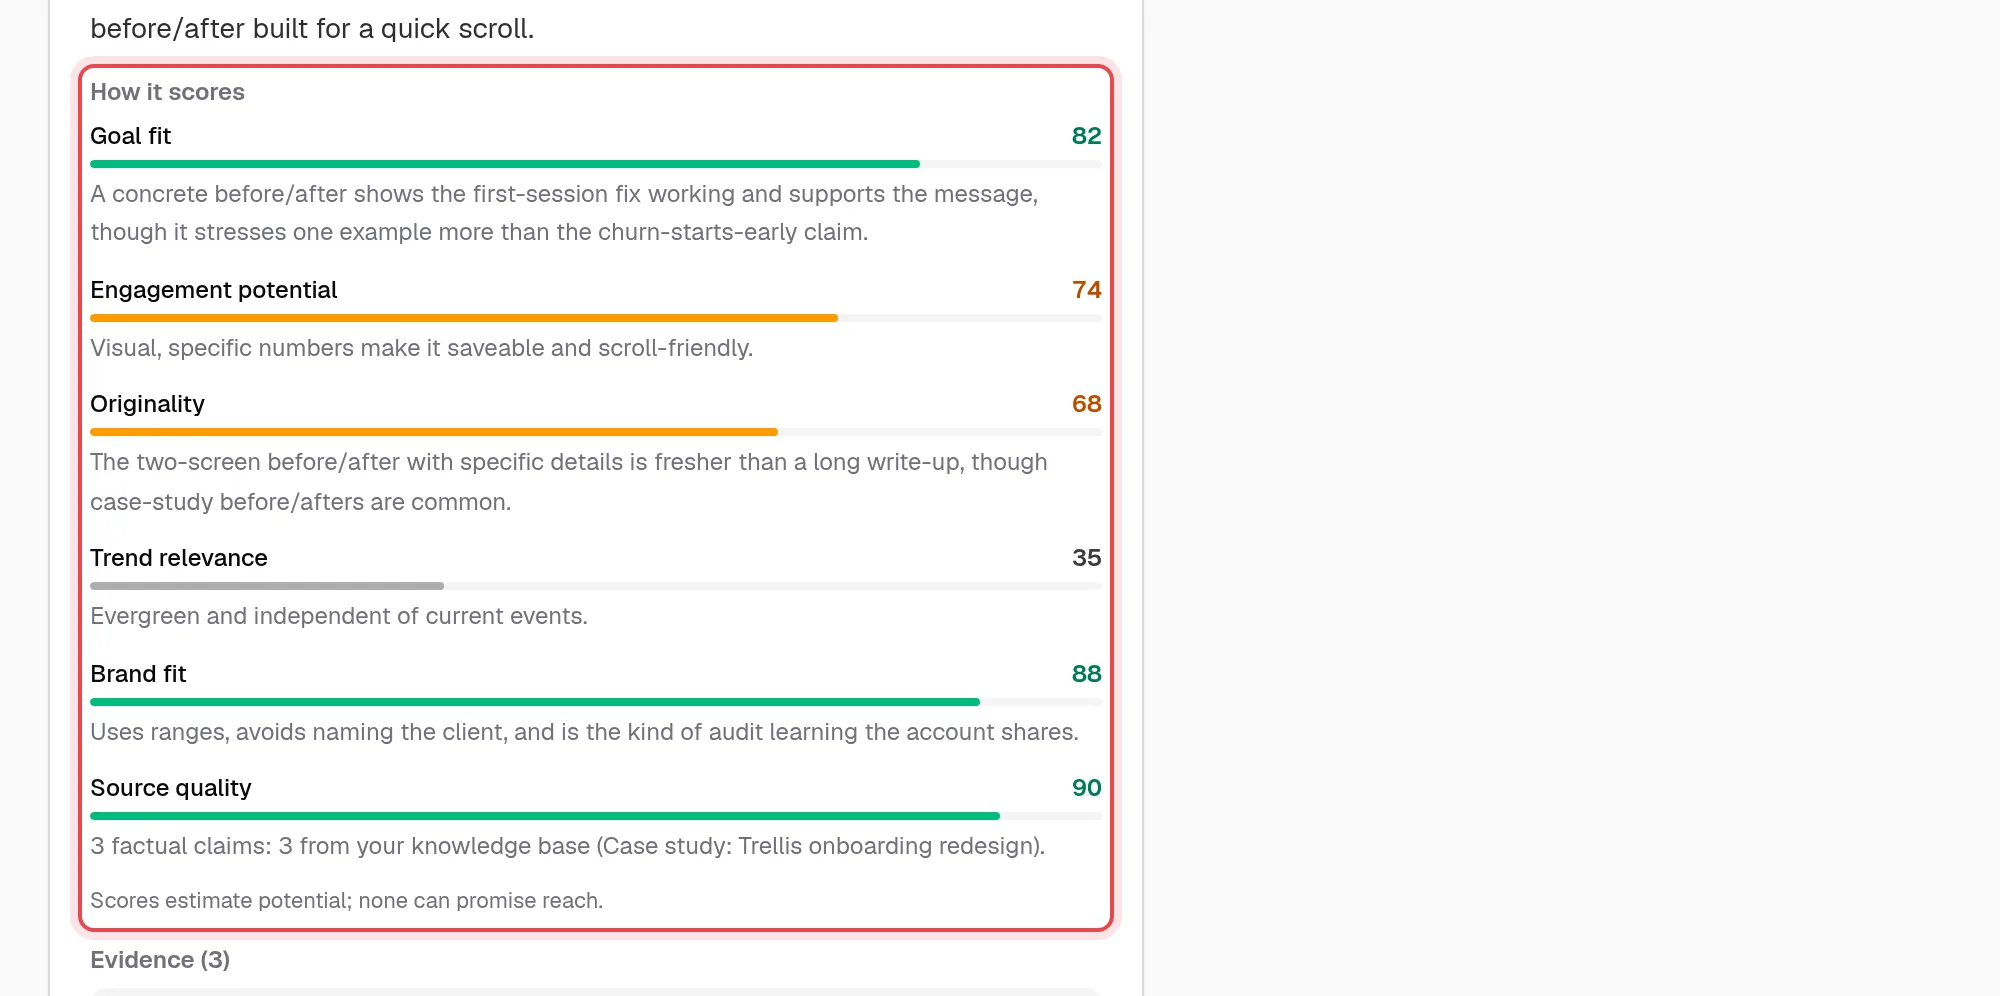 before/after built for a quick scroll.
How it scores
Goal fit 82
A concrete before/after shows the first-session fix working and supports the message,
though it stresses one example more than the churn-starts-early claim.
Engagement potential 74
Visual, specific numbers make it saveable and scroll-friendly.
Originality 68
The two-screen before/after with specific details is fresher than a long write-up, though
case-study before/afters are common.
Trend relevance 35
Evergreen and independent of current events.
Brand fit 88
Uses ranges, avoids naming the client, and is the kind of audit learning the account shares.
Source quality 90
3 factual claims: 3 from your knowledge base (Case study: Trellis onboarding redesign).
Scores estimate potential; none can promise reach.
Evidence (3)